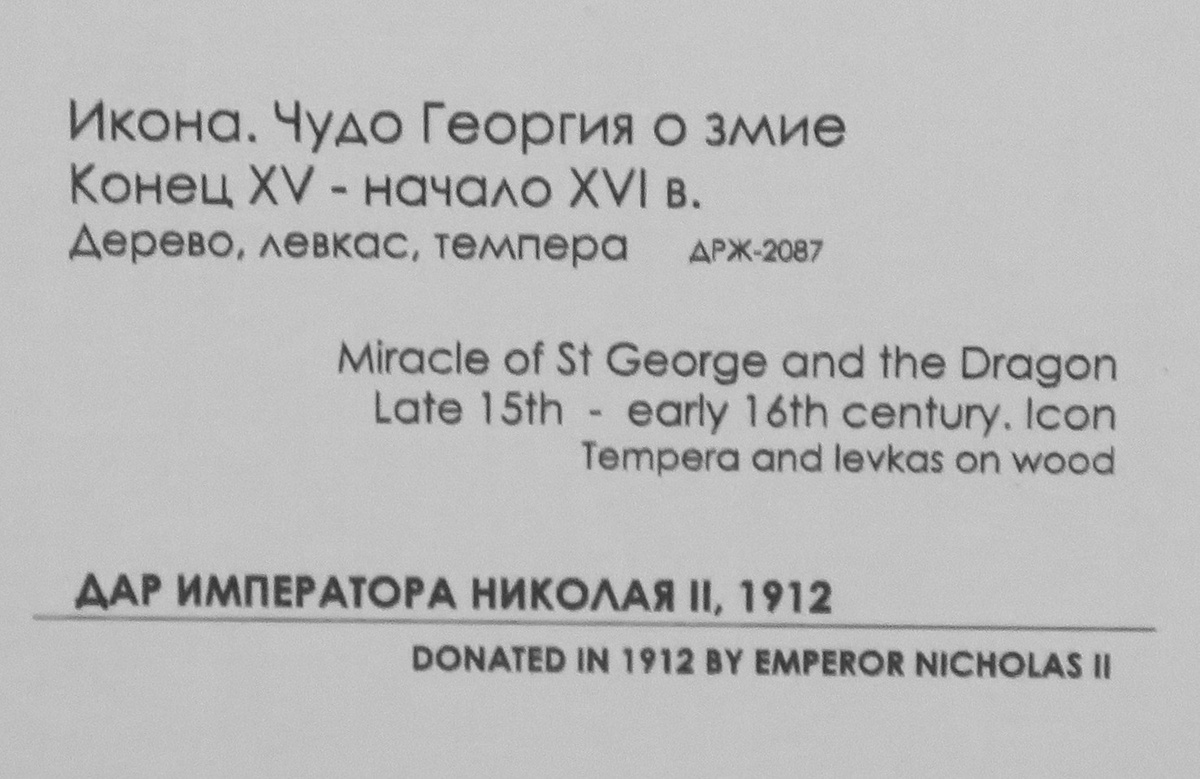 Икона. Чудо Георгия о змие
Конец XV - начало XVI в.
Дерево, левкас, темпера ДРЖ-2087
Miracle of St George and the Dragon
Late 15th - early 16th century. Icon
Tempera and levkas on wood
ДАР ИМПЕРАТОРА НИКОЛАЯ II, 1912
DONATED IN 1912 BY EMPEROR NICHOLAS II